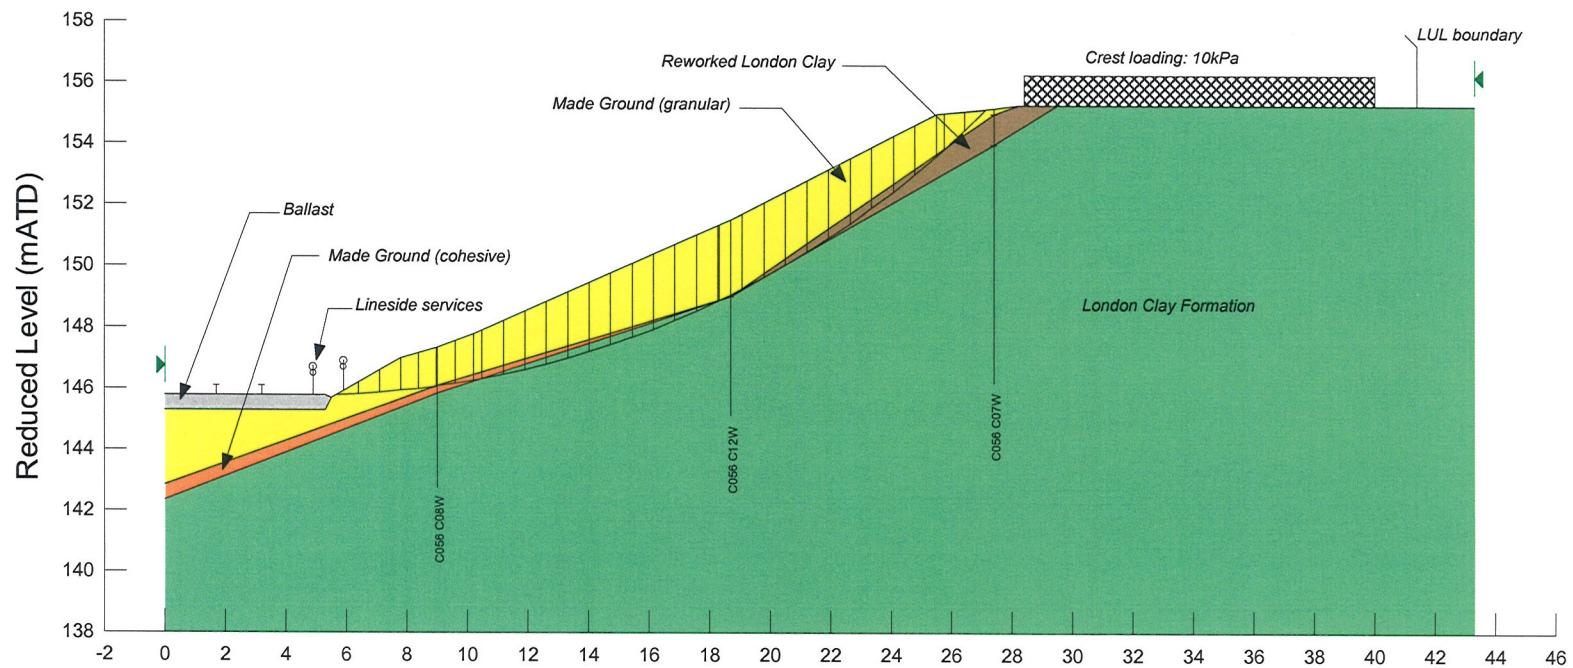 Reduced Level (mATD)
158
156
154
152
150
148
146
144
142
140
138
LUL boundary
Crest loading: 10kPa
Reworked London Clay
Made Ground (granular)
Ballast
Made Ground (cohesive)
Lineside services
London Clay Formation
C056 C08W
C056 C12W
C056 C07W
-2 0 2 4 6 8 10 12 14 16 18 20 22 24 26 28 30 32 34 36 38 40 42 44 46